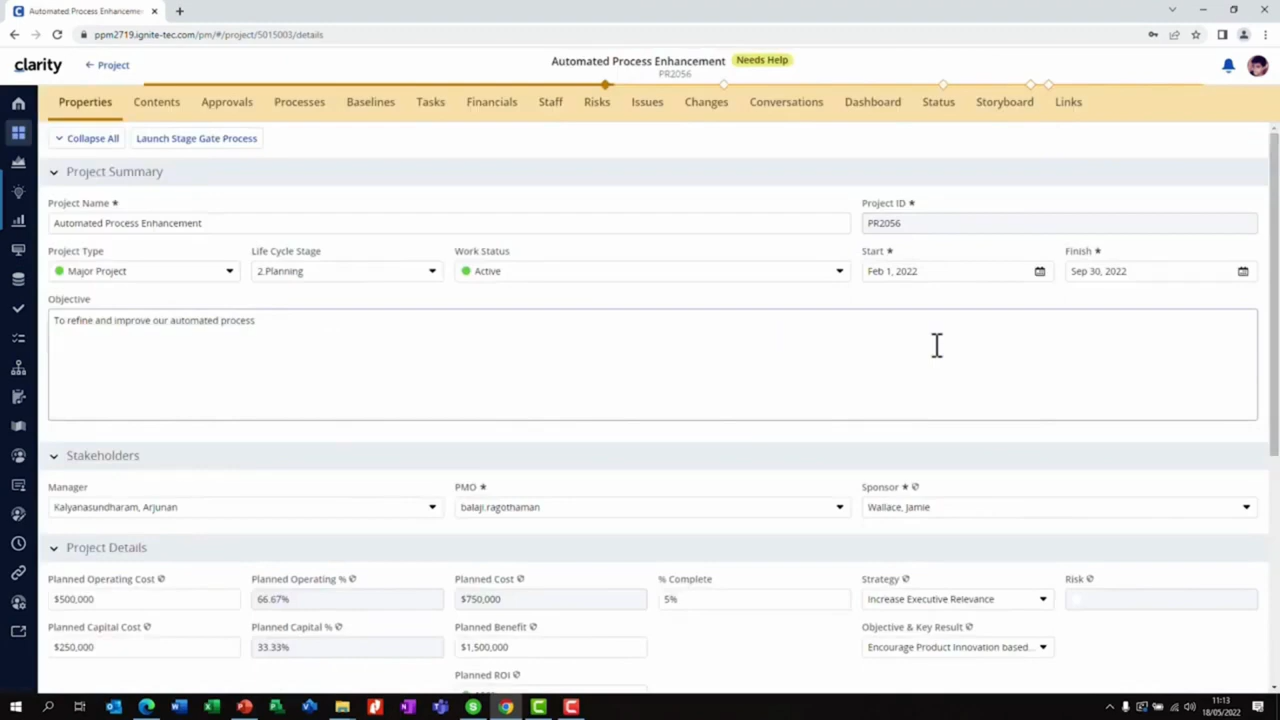 Automated Process Enhancemen
ppm2719.ignite-tec.com/pm/#/project/5015003/details
clarity
Project
Automated Process Enhancement Needs Help
PR2056
Properties Contents Approvals Processes Baselines Tasks Financials Staff Risks Issues Changes Conversations Dashboard Status Storyboard Links
Collapse All Launch Stage Gate Process
Project Summary
Project Name * Project ID *
Automated Process Enhancement PR2056
Project Type Life Cycle Stage Work Status Start * Finish *
Major Project 2.Planning Active Feb 1, 2022 Sep 30, 2022
Objective
To refine and improve our automated process
Stakeholders
Manager PMO * Sponsor *
Kalyanasundharam, Arjunan balaji.ragothaman Wallace, Jamie
Project Details
Planned Operating Cost Planned Operating % Planned Cost % Complete Strategy Risk
$500,000 66.67% $750,000 5% Increase Executive Relevance
Planned Capital Cost Planned Capital % Planned Benefit Objective & Key Result
$250,000 33.33% $1,500,000 Encourage Product Innovation based...
Planned ROI
11:13
18/05/2022